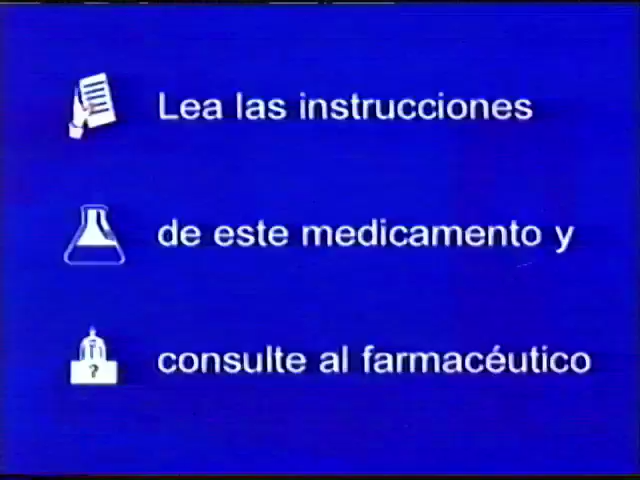 Lea las instrucciones
de este medicamento y
?
consulte al farmacéutico